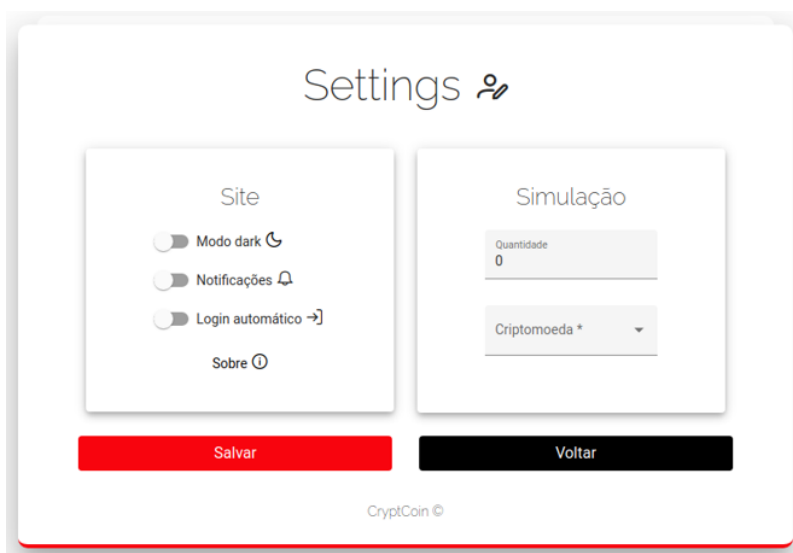 Settings
Site
Modo dark
Notificações
Login automático
Sobre
Simulação
Quantidade
0
Criptomoeda *
Salvar
Voltar
CryptCoin ©